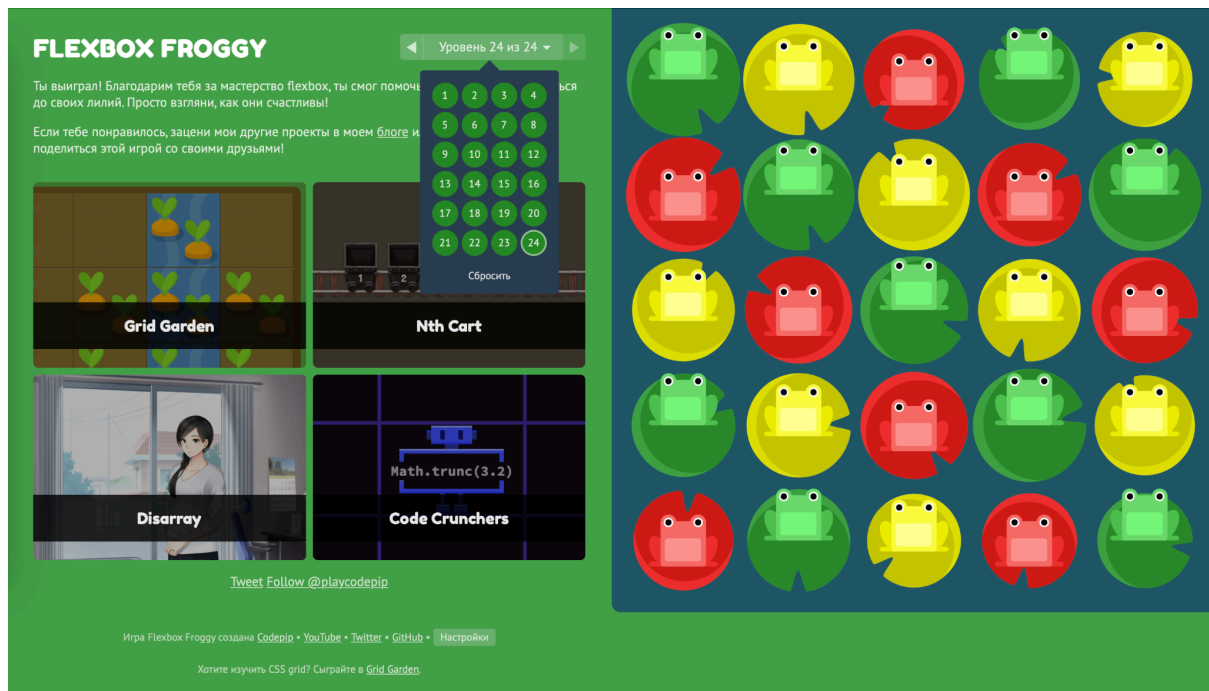 FLEXBOX FROGGY
Уровень 24 из 24
Ты выиграл! Благодарим тебя за мастерство flexbox, ты смог помочь
ься
до своих лилий. Просто взгляни, как они счастливы!
Если тебе понравилось, зацени мои другие проекты в моем блоге
поделиться этой игрой со своими друзьями!
1 2 3 4
5 6 7 8
9 10 11 12
13 14 15 16
17 18 19 20
21 22 23 24
Сбросить
1 2
Grid Garden
Nth Cart
Math.trunc(3.2)
Disarray
Code Crunchers
Tweet Follow @playcodepip
Игра Flexbox Froggy создана Codepip • YouTube • Twitter • GitHub • Настройки
Хотите изучить CSS grid? Сыграйте в Grid Garden.